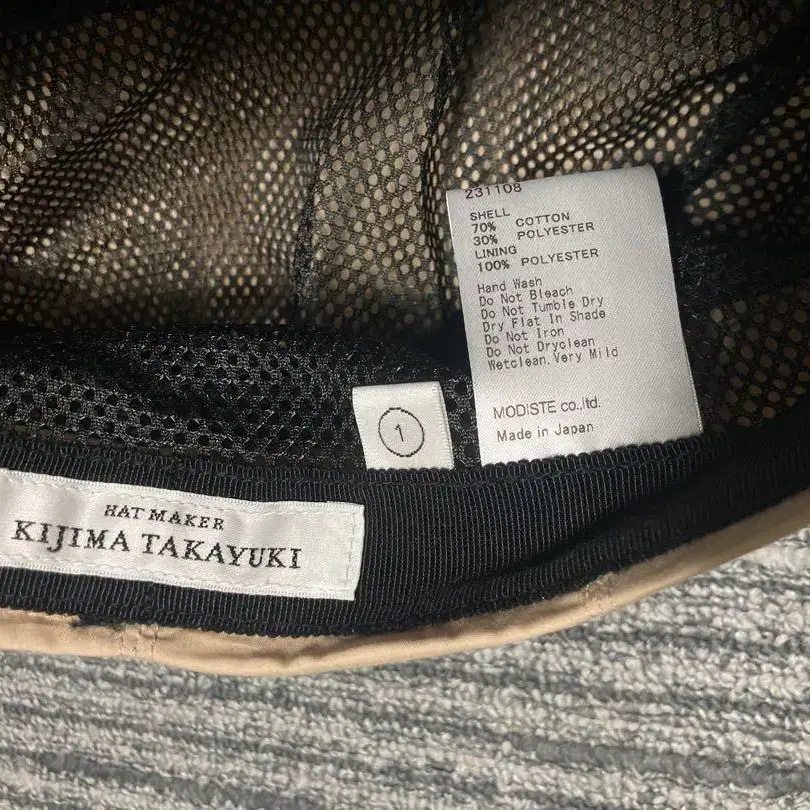 231108
SHELL
70% COTTON
30% POLYESTER
LINING
100% POLYESTER
Hand Wash
Do Not Bleach
Do Not Tumble Dry
Dry Flat In Shade
Do Not Iron
Do Not Dryclean
Wetclean.Very Mild
MODISTE co.,ltd.
Made in Japan
1
HAT MAKER
KIJIMA TAKAYUKI